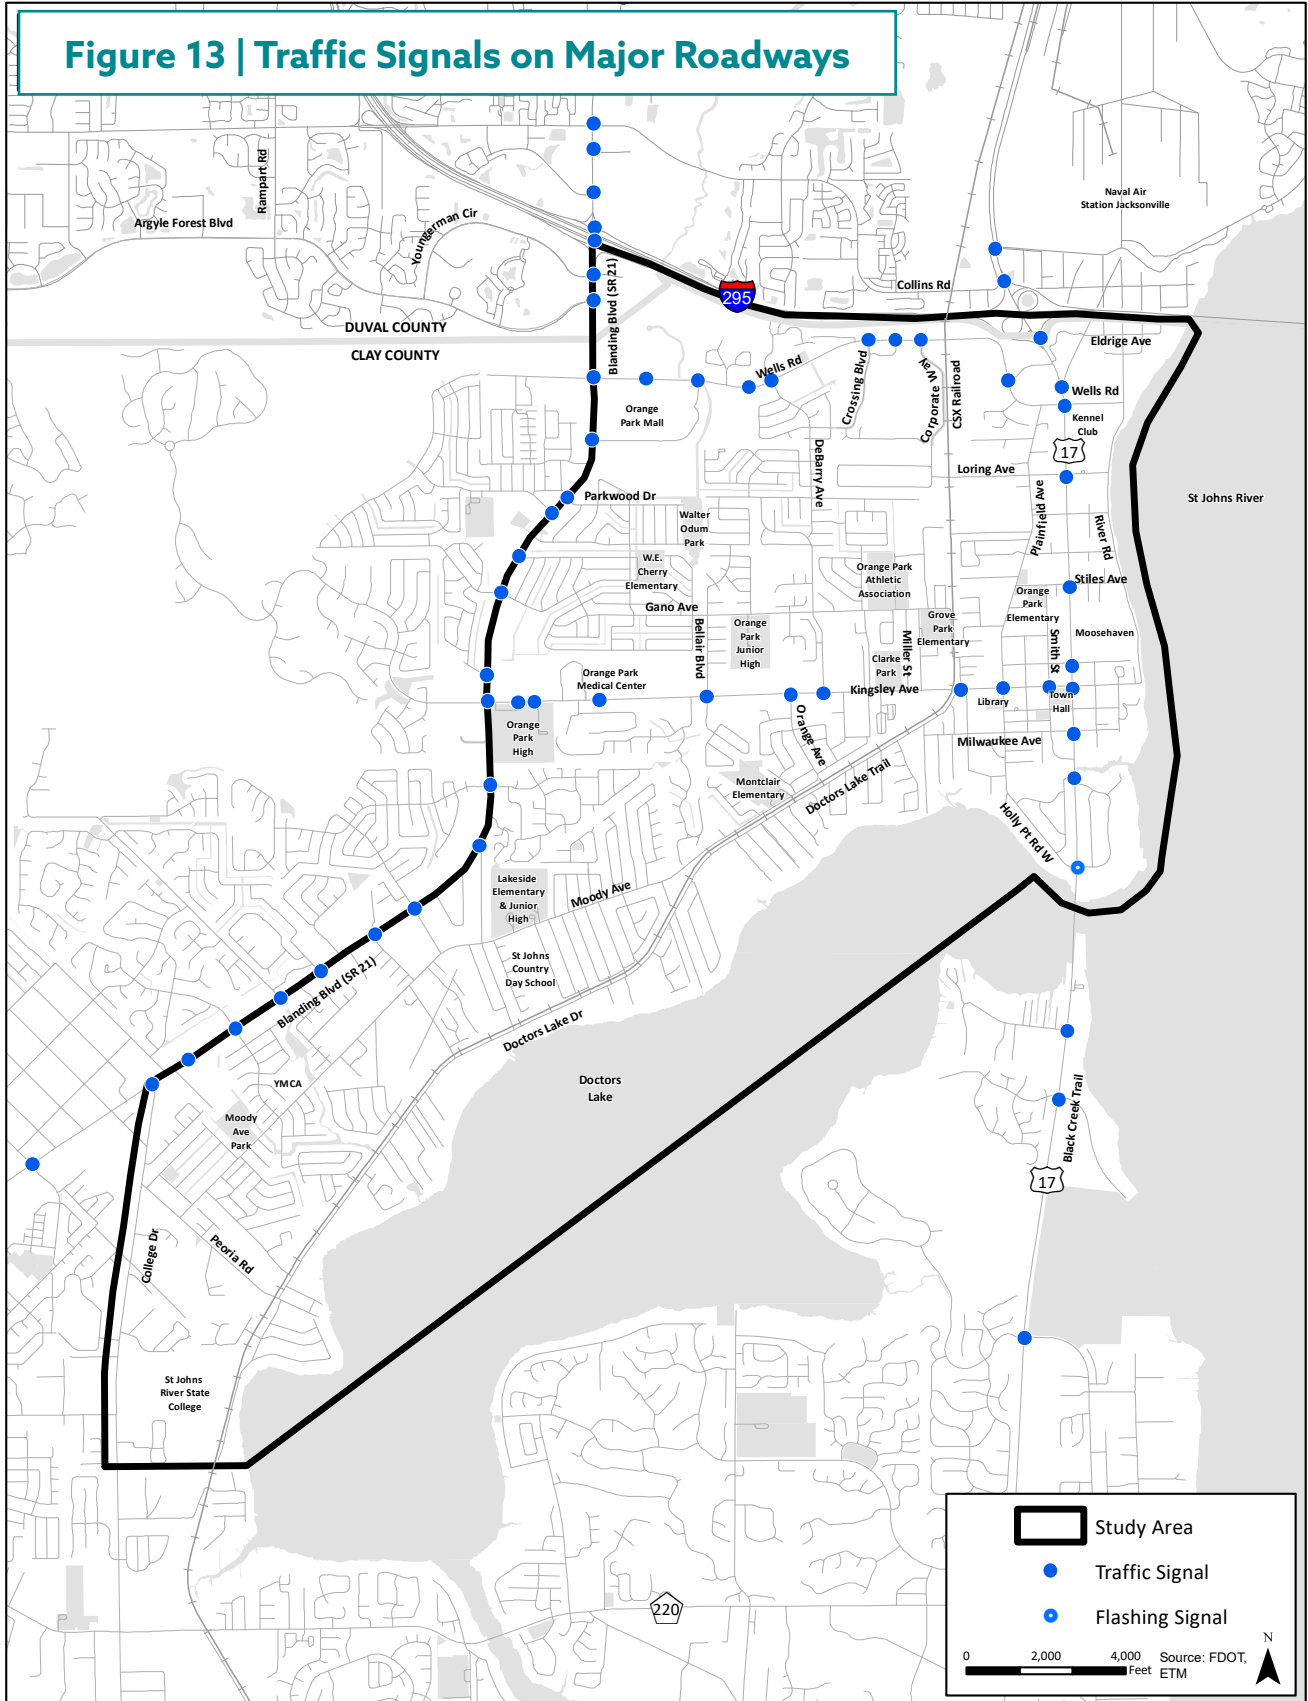 Figure 13 | Traffic Signals on Major Roadways
Rampart Rd
Naval Air
Station Jacksonville
Argyle Forest Blvd
Youngerman Cir
Blanding Blvd (SR 21)
Collins Rd
295
DUVAL COUNTY
CLAY COUNTY
Eldrige Ave
Wells Rd
Crossing Blvd
Corporate Way
CSX Railroad
Wells Rd
Orange
Park Mall
Kennel
Club
17
DeBarry Ave
Loring Ave
Plainfield Ave
Parkwood Dr
St Johns River
Walter
Odum
Park
River Rd
W.E.
Cherry
Elementary
Orange Park
Athletic
Association
Stiles Ave
Orange
Park
Elementary
Gano Ave
Bellair Blvd
Orange
Park
Junior
High
Miller St
Grove
Park
Elementary
Smith St
Moosehaven
Clarke
Park
Orange Park
Medical Center
Kingsley Ave
Library
Town
Hall
Orange
Park
High
Orange Ave
Milwaukee Ave
Montclair
Elementary
Doctors Lake Trail
Holly Pt Rd W
Lakeside
Elementary
& Junior
High
Moody Ave
St Johns
Country
Day School
Blanding Blvd (SR 21)
Doctors Lake Dr
YMCA
Doctors
Lake
Moody
Ave
Park
Black Creek Trail
17
College Dr
Peoria Rd
St Johns
River State
College
220
Study Area
Traffic Signal
Flashing Signal
0 2,000 4,000
Feet
Source: FDOT,
ETM
N